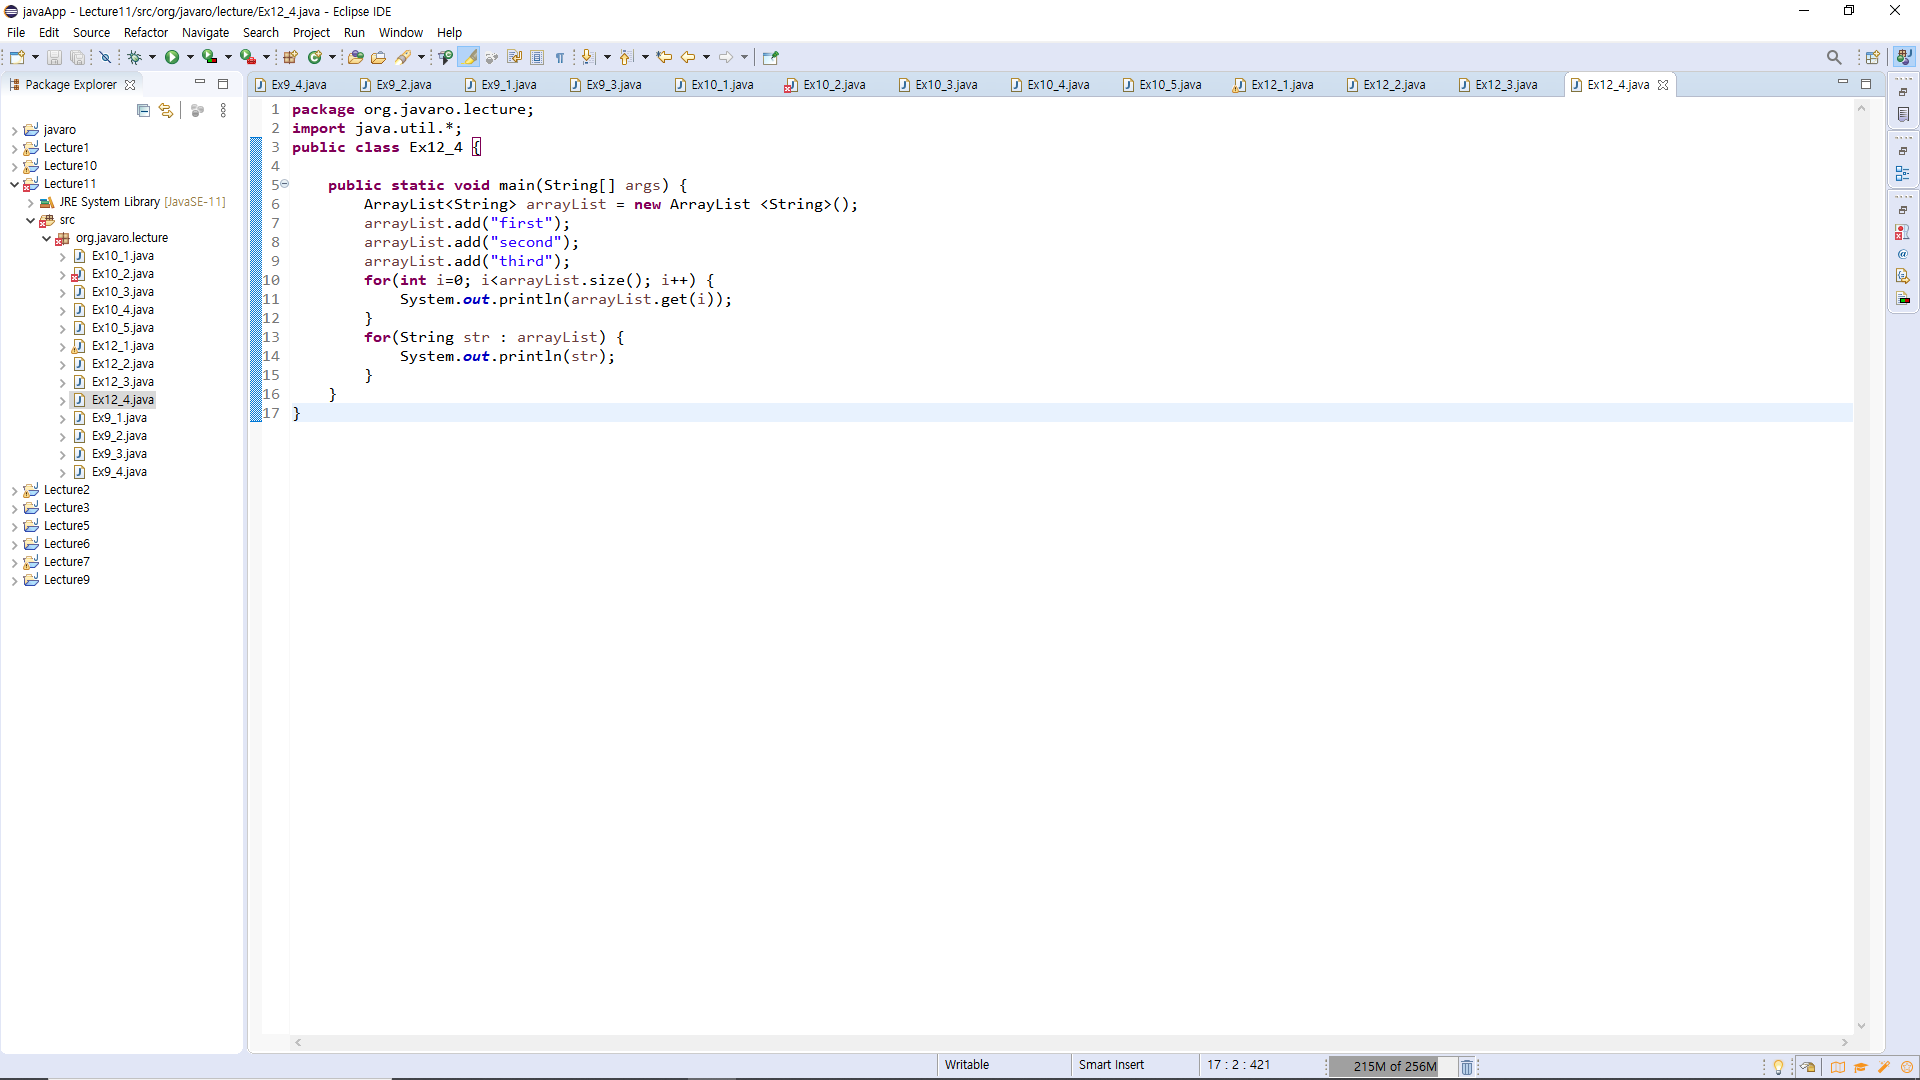 javaApp - Lecture11/src/org/javaro/lecture/Ex12_4.java - Eclipse IDE
File Edit Source Refactor Navigate Search Project Run Window Help
Package Explorer
Ex9_4.java Ex9_2.java Ex9_1.java Ex9_3.java Ex10_1.java Ex10_2.java Ex10_3.java Ex10_4.java Ex10_5.java Ex12_1.java Ex12_2.java Ex12_3.java Ex12_4.java
javaro
Lecture1
Lecture10
Lecture11
JRE System Library [JavaSE-11]
src
org.javaro.lecture
Ex10_1.java
Ex10_2.java
Ex10_3.java
Ex10_4.java
Ex10_5.java
Ex12_1.java
Ex12_2.java
Ex12_3.java
Ex12_4.java
Ex9_1.java
Ex9_2.java
Ex9_3.java
Ex9_4.java
Lecture2
Lecture3
Lecture5
Lecture6
Lecture7
Lecture9
1 package org.javaro.lecture;
2 import java.util.*;
3 public class Ex12_4 {
4
5 public static void main(String[] args) {
6 ArrayList<String> arrayList = new ArrayList <String>();
7 arrayList.add("first");
8 arrayList.add("second");
9 arrayList.add("third");
10 for(int i=0; i<arrayList.size(); i++) {
11 System.out.println(arrayList.get(i));
12 }
13 for(String str : arrayList) {
14 System.out.println(str);
15 }
16 }
17 }
Writable Smart Insert 17 : 2 : 421 215M of 256M